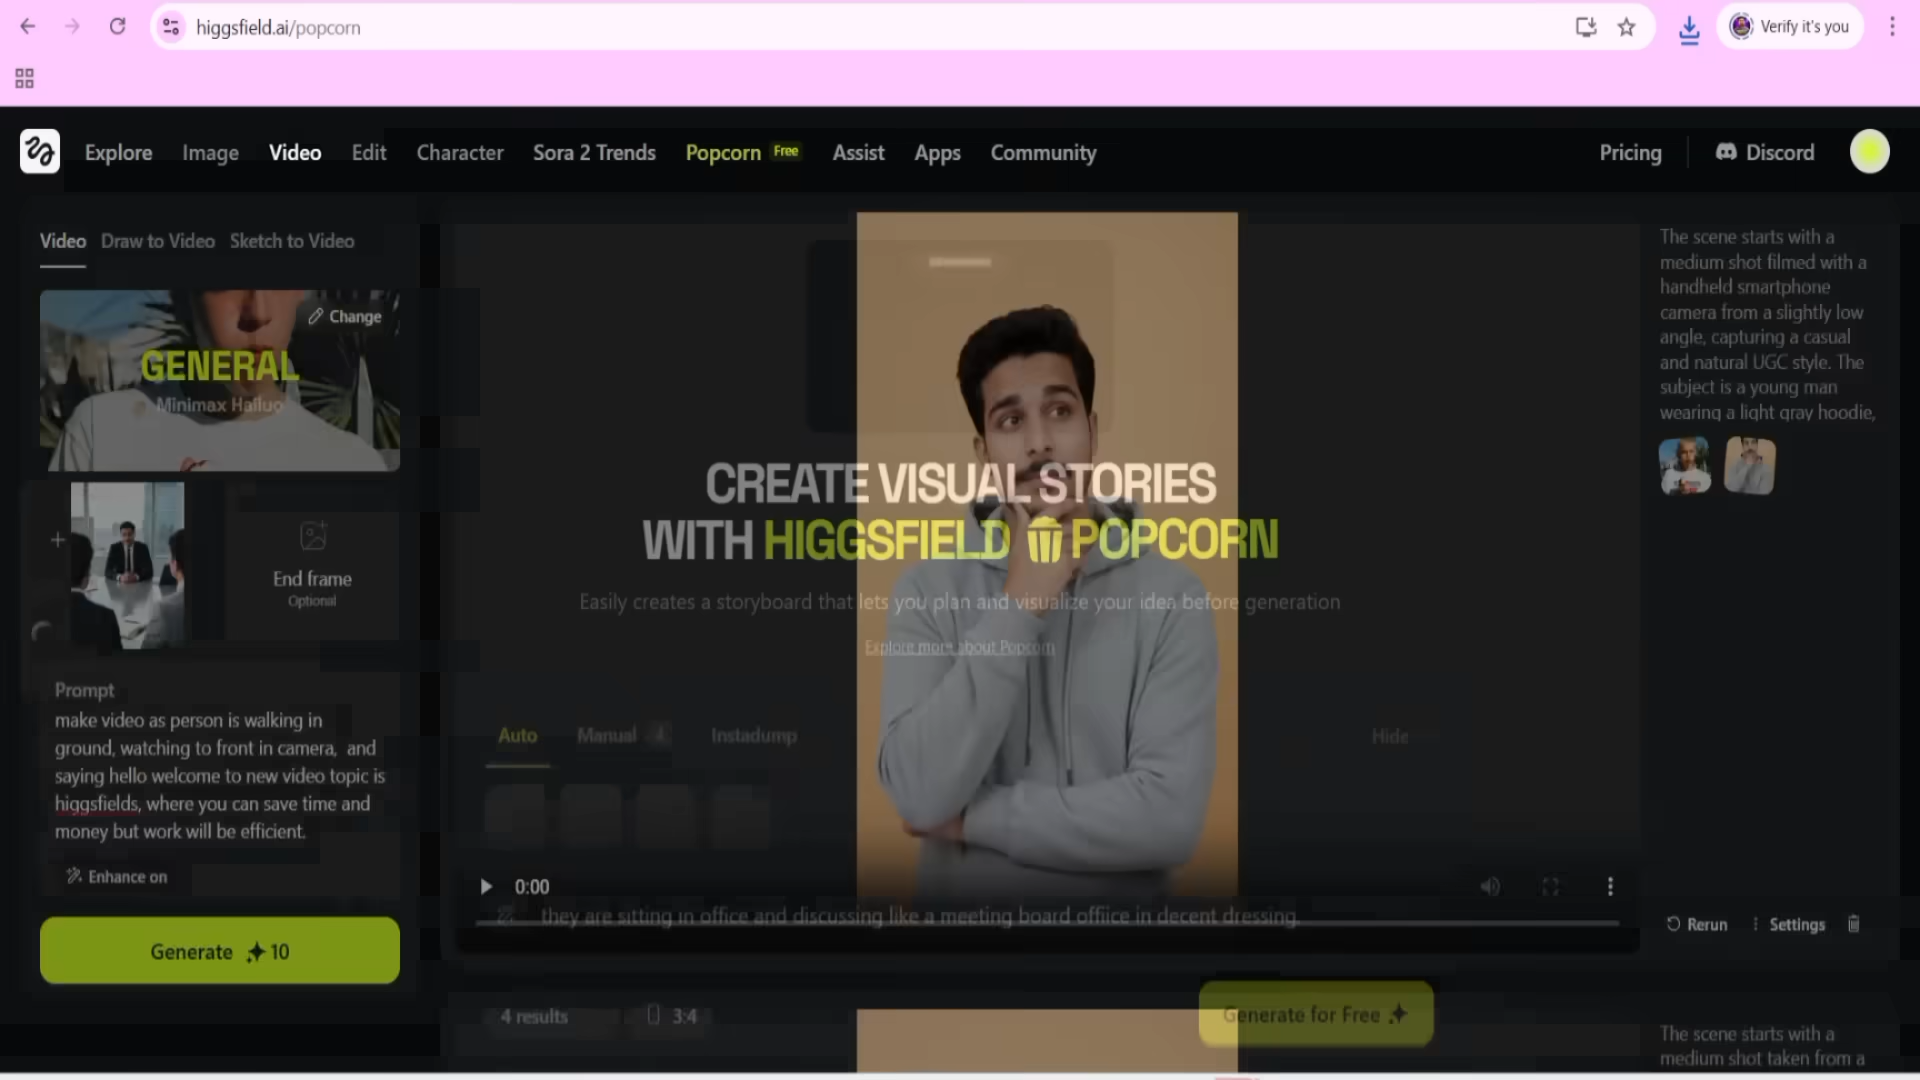 higgsfield.ai/popcorn
Verify it's you
Explore
Image
Video
Edit
Character
Sora 2 Trends
Popcorn Free
Assist
Apps
Community
Pricing
Discord
Video
Draw to Video
Sketch to Video
Change
GENERAL
Minimax Hailuo
End frame
Optional
Prompt
make video as person is walking in
ground, watching to front in camera, and
saying hello welcome to new video topic is
higgsfields, where you can save time and
money but work will be efficient.
Enhance on
Generate 10
CREATE VISUAL STORIES
WITH HIGGSFIELD POPCORN
Easily creates a storyboard that lets you plan and visualize your idea before generation
Explore more about Popcorn
Auto
Manual
Instadump
Hide
0:00
they are sitting in office and discussing like a meeting board offiice in decent dressing.
4 results
3:4
Generate for Free
The scene starts with a
medium shot filmed with a
handheld smartphone
camera from a slightly low
angle, capturing a casual
and natural UGC style. The
subject is a young man
wearing a light gray hoodie,
Rerun
Settings
The scene starts with a
medium shot taken from a